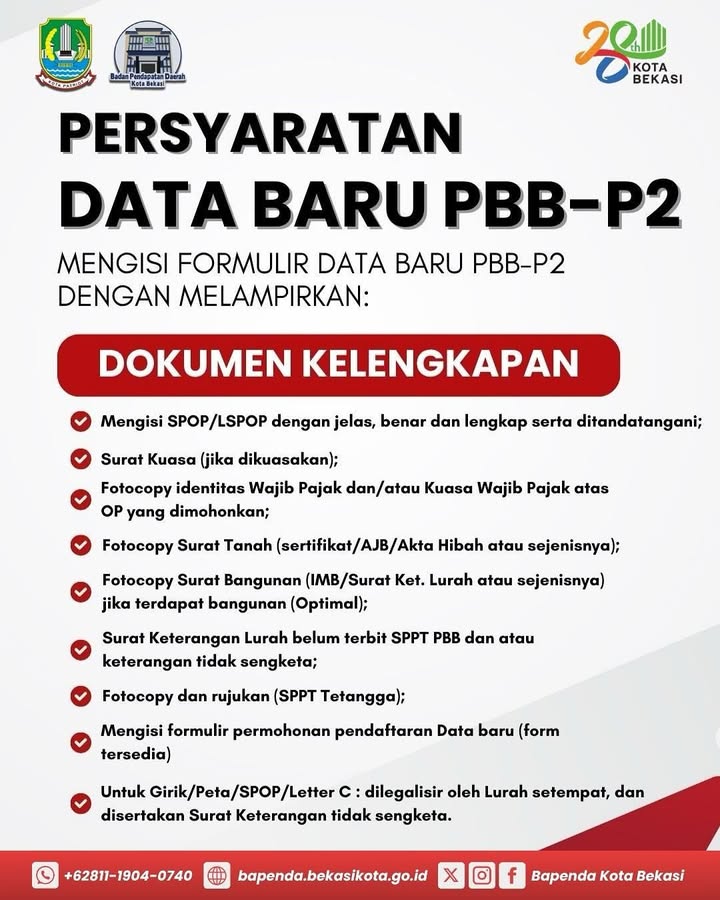 KOTA PATRIOT
Badan Pendapatan Daerah
Kota Bekasi
28th
KOTA
BEKASI
PERSYARATAN
DATA BARU PBB-P2
MENGISI FORMULIR DATA BARU PBB-P2
DENGAN MELAMPIRKAN:
DOKUMEN KELENGKAPAN
Mengisi SPOP/LSPOP dengan jelas, benar dan lengkap serta ditandatangani;
Surat Kuasa (jika dikuasakan);
Fotocopy identitas Wajib Pajak dan/atau Kuasa Wajib Pajak atas
OP yang dimohonkan;
Fotocopy Surat Tanah (sertifikat/AJB/Akta Hibah atau sejenisnya);
Fotocopy Surat Bangunan (IMB/Surat Ket. Lurah atau sejenisnya)
jika terdapat bangunan (Optimal);
Surat Keterangan Lurah belum terbit SPPT PBB dan atau
keterangan tidak sengketa;
Fotocopy dan rujukan (SPPT Tetangga);
Mengisi formulir permohonan pendaftaran Data baru (form
tersedia)
Untuk Girik/Peta/SPOP/Letter C : dilegalisir oleh Lurah setempat, dan
disertakan Surat Keterangan tidak sengketa.
+62811-1904-0740 bapenda.bekasikota.go.id Bapenda Kota Bekasi